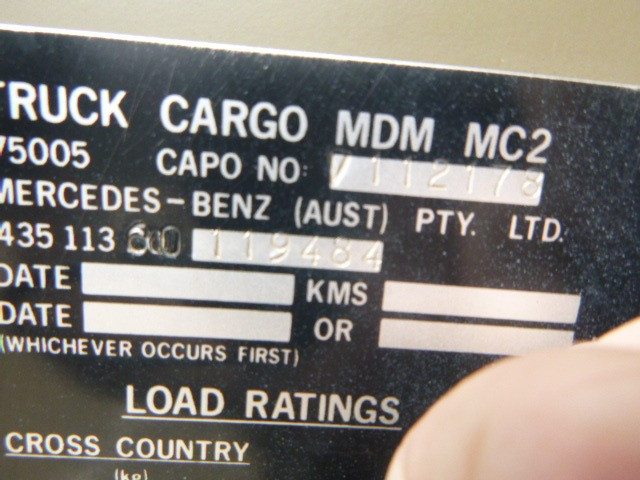 TRUCK CARGO MDM MC2
75005 CAPO NO: V112178
MERCEDES-BENZ (AUST) PTY. LTD.
435 113 119484
DATE KMS
DATE OR
(WHICHEVER OCCURS FIRST)
LOAD RATINGS
CROSS COUNTRY
(kg)